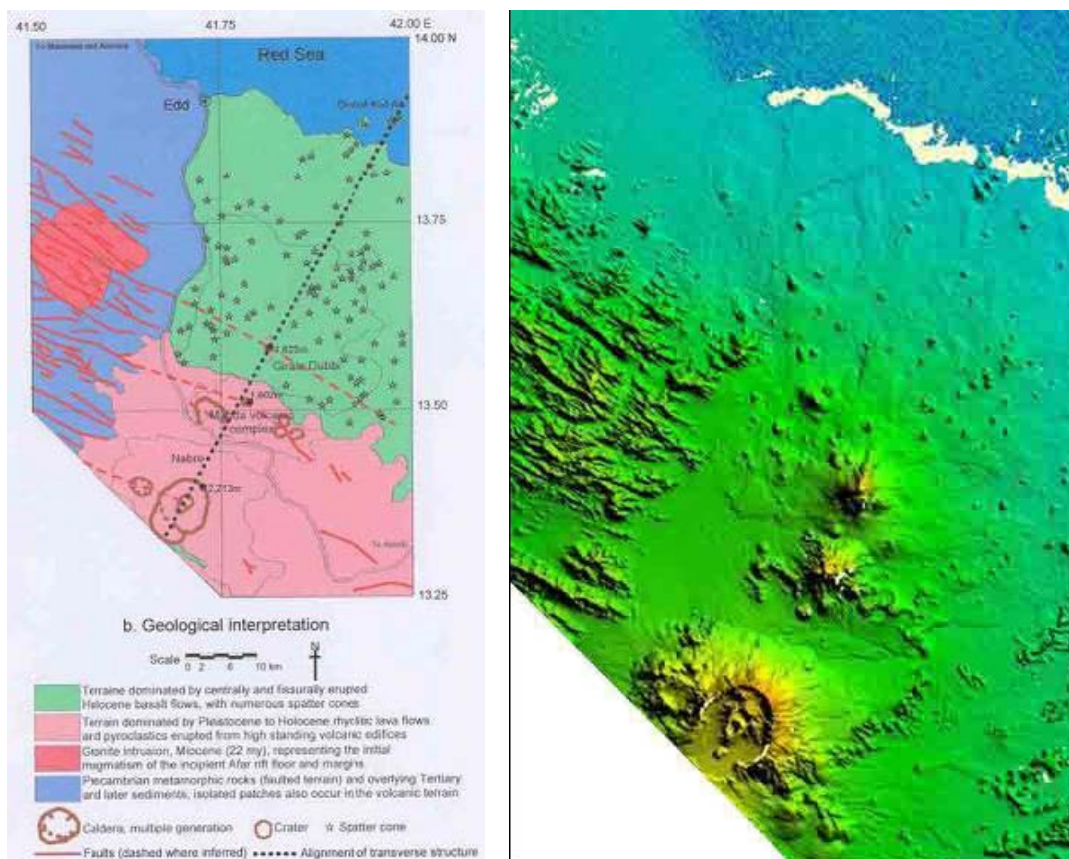 41.50 41.75 42.00 E
14.00 N
Red Sea
Edd
13.75
1,625m
13.50
complex
Nabro
2,213m
13.25
b. Geological interpretation
Scale 0 2 6 10 km
N
Terraine dominated by centrally and fissurally erupted
Holocene basalt flows, with numerous spatter cones
Terrain dominated by Pleistocene to Holocene rhyolitic lava flows
and pyroclastics erupted from high standing volcanic edifices
Granite intrusion, Miocene (22 my), representing the initial
magmatism of the incipient Afar rift floor and margins
Precambrian metamorphic rocks (faulted terrain) and overlying Tertiary
and later sediments, isolated patches also occur in the volcanic terrain
Caldera, multiple generation Crater Spatter cone
Faults (dashed where inferred) Alignment of transverse structure